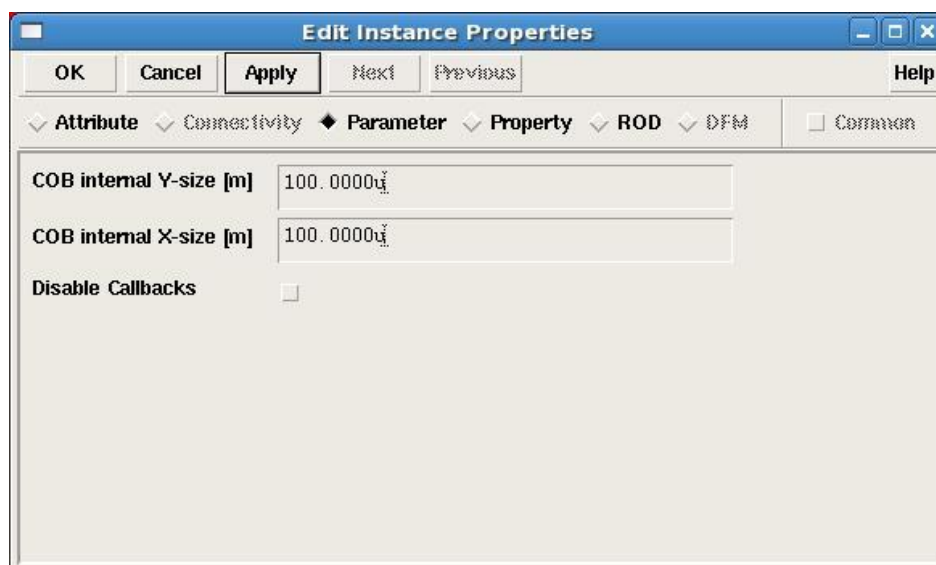 Edit Instance Properties
OK Cancel Apply Next Previous Help
Attribute Connectivity Parameter Property ROD DFM Common
COB internal Y-size [m] 100.0000u
COB internal X-size [m] 100.0000u
Disable Callbacks